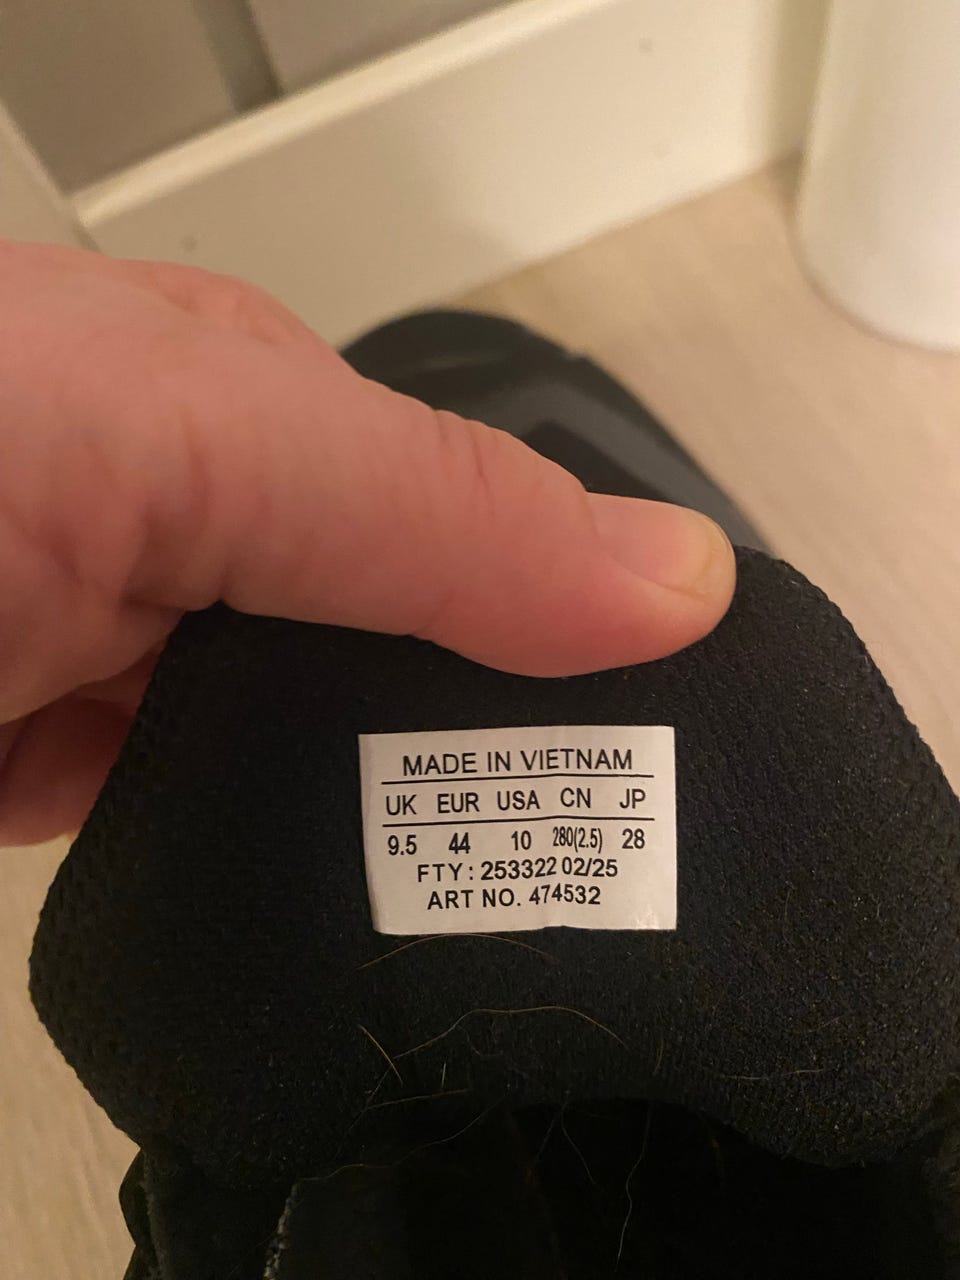 MADE IN VIETNAM
UK EUR USA CN JP
9.5 44 10 280(2.5) 28
FTY: 253322 02/25
ART NO. 474532